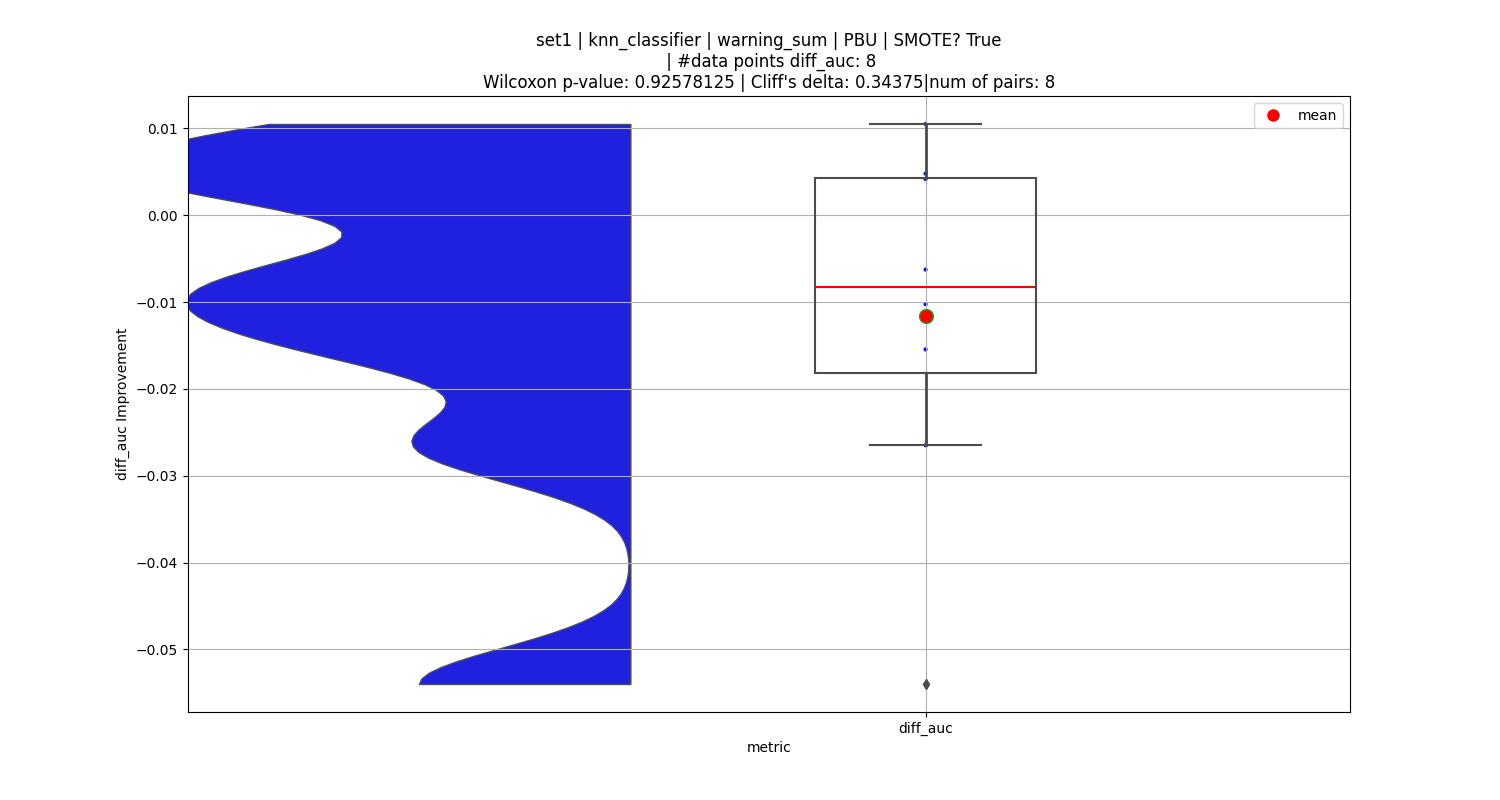 set1 | knn_classifier | warning_sum | PBU | SMOTE? True
| #data points diff_auc: 8
Wilcoxon p-value: 0.92578125 | Cliff's delta: 0.34375|num of pairs: 8
mean
0.01
0.00
−0.01
−0.02
−0.03
−0.04
−0.05
diff_auc Improvement
diff_auc
metric